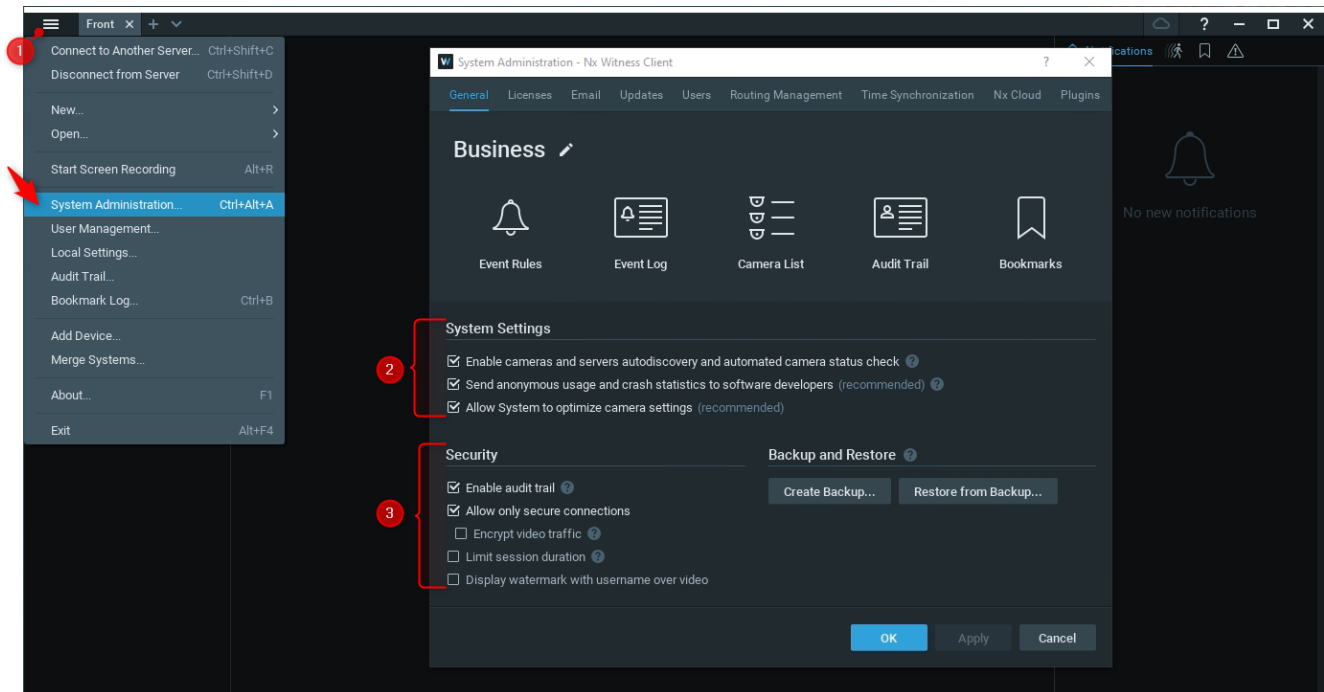 Front
?
1
Connect to Another Server... Ctrl+Shift+C
Disconnect from Server Ctrl+Shift+D
New...
Open...
Start Screen Recording Alt+R
System Administration... Ctrl+Alt+A
User Management...
Local Settings...
Audit Trail...
Bookmark Log... Ctrl+B
Add Device...
Merge Systems...
About... F1
Exit Alt+F4
W System Administration - Nx Witness Client ?
General Licenses Email Updates Users Routing Management Time Synchronization Nx Cloud Plugins
Business
Event Rules Event Log Camera List Audit Trail Bookmarks
2
System Settings
Enable cameras and servers autodiscovery and automated camera status check ?
Send anonymous usage and crash statistics to software developers (recommended) ?
Allow System to optimize camera settings (recommended)
3
Security
Enable audit trail ?
Allow only secure connections
Encrypt video traffic ?
Limit session duration ?
Display watermark with username over video
Backup and Restore ?
Create Backup... Restore from Backup...
OK Apply Cancel
No new notifications